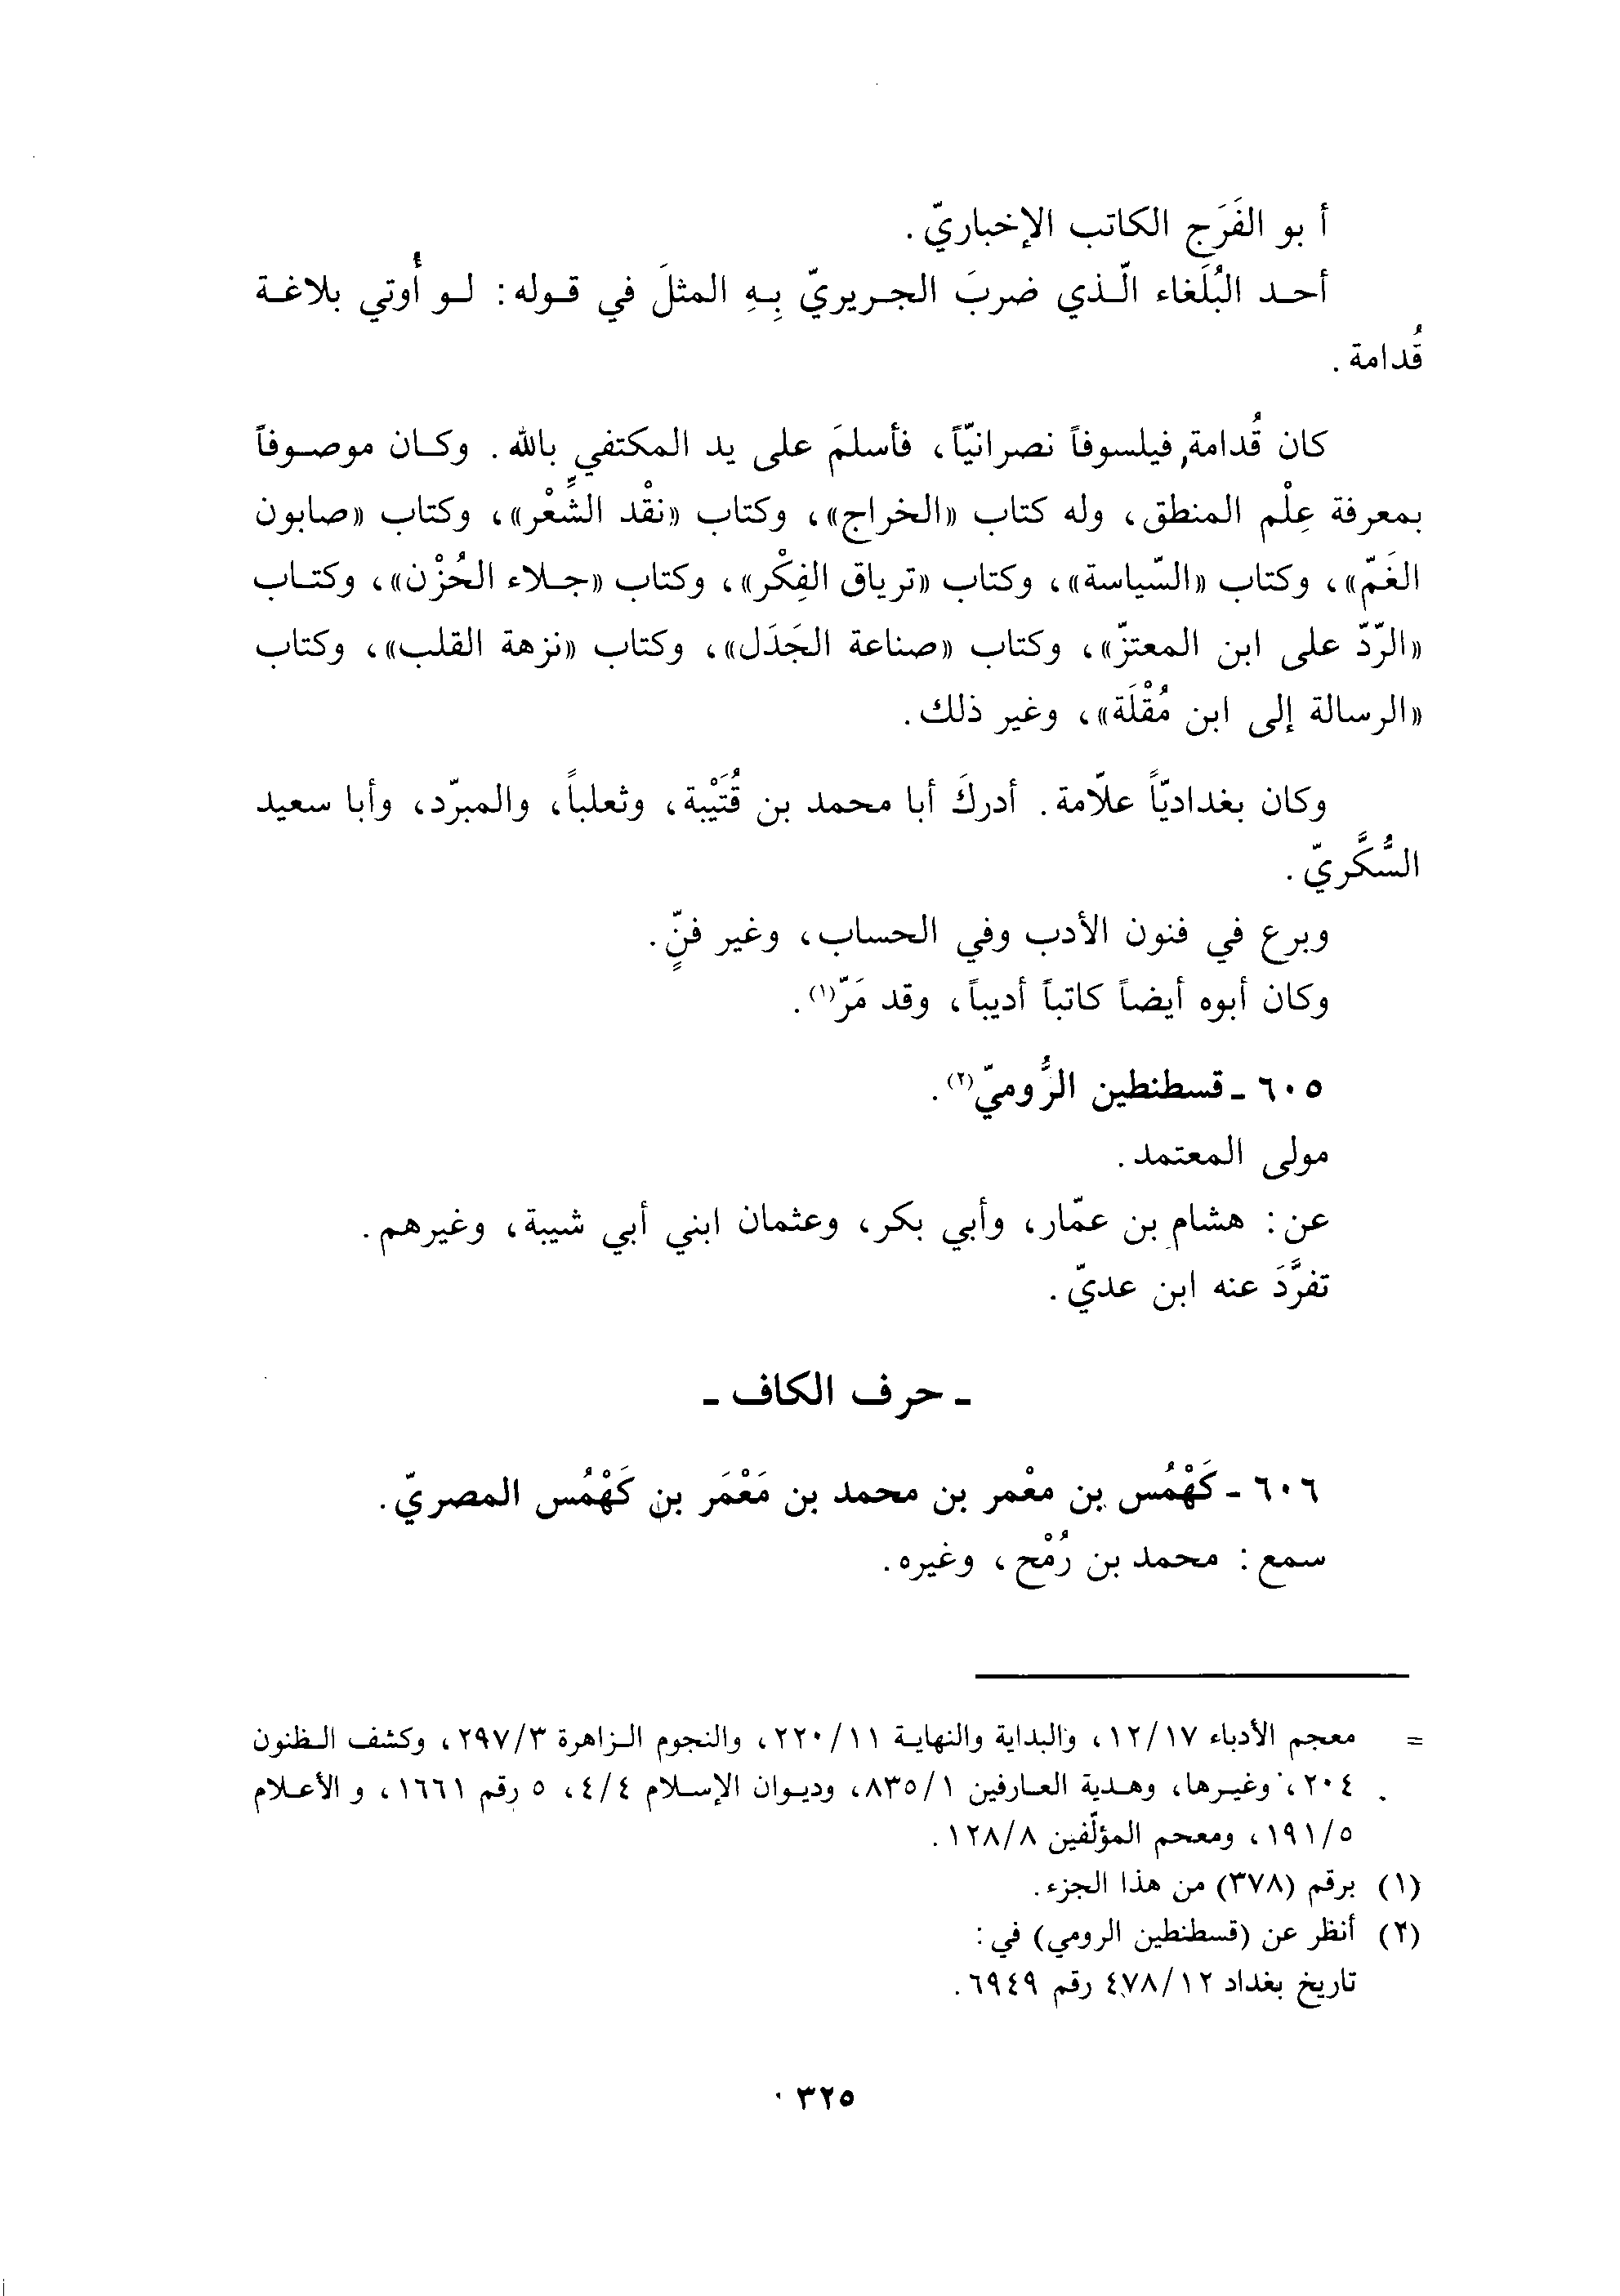 أ بو الفَرَج الكاتب الإخباريّ.
أحد البُلَغاء الّذي ضربَ الجريريّ بِهِ المثلَ في قوله: لو أُوتي بلاغة
قُدامة.
كان قُدامة فيلسوفاً نصرانيّاً، فأسلمَ على يد المكتفي بالله. وكان موصوفاً
بمعرفة عِلْم المنطق، وله كتاب «الخراج»، وكتاب «نقْد الشِّعْر»، وكتاب «صابون
الغَمّ»، وكتاب «السّياسة»، وكتاب «ترياق الفِكْر»، وكتاب «جلاء الحُزْن»، وكتاب
«الرّدّ على ابن المعتزّ»، وكتاب «صناعة الجَدَل»، وكتاب «نزهة القلب»، وكتاب
«الرسالة إلى ابن مُقْلَة»، وغير ذلك.
وكان بغداديّاً علاّمة. أدركَ أبا محمد بن قُتَيْبة، وثعلباً، والمبرّد، وأبا سعيد
السُّكَّريّ.
وبرع في فنون الأدب وفي الحساب، وغير فنٍّ.
وكان أبوه أيضاً كاتباً أديباً، وقد مَرّ(١).
٦٠٥ ـ قسطنطين الرُّوميّ(٢).
مولى المعتمد.
عن: هشام بن عمّار، وأبي بكر، وعثمان ابني أبي شيبة، وغيرهم.
تفرَّدَ عنه ابن عديّ.
ـ حرف الكاف ـ
٦٠٦ ـ كَهْمُس بن معْمر بن محمد بن مَعْمَر بن كَهْمُس المصريّ.
سمع: محمد بن رُمْح، وغيره.
= معجم الأدباء ١٢/١٧، والبداية والنهاية ٢٢٠/١١، والنجوم الزاهرة ٢٩٧/٣، وكشف الظنون
٢٠٤، وغيرها، وهدية العارفين ٨٣٥/١، وديوان الإسلام ٤/٤، ٥ رقم ١٦٦١، و الأعلام
١٩١/٥، ومعحم المؤلّفين ١٢٨/٨.
(١) برقم (٣٧٨) من هذا الجزء.
(٢) أنظر عن (قسطنطين الرومي) في:
تاريخ بغداد ٤٧٨/١٢ رقم ٦٩٤٩.
٣٢٥